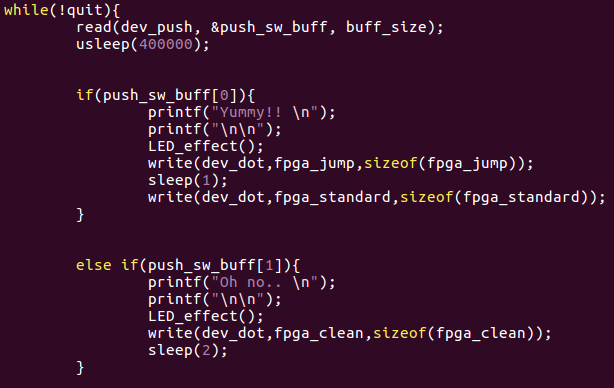 while(!quit){
        read(dev_push, &push_sw_buff, buff_size);
        usleep(400000);
        if(push_sw_buff[0]){
                printf("Yummy!! \n");
                printf("\n\n");
                LED_effect();
                write(dev_dot,fpga_jump,sizeof(fpga_jump));
                sleep(1);
                write(dev_dot,fpga_standard,sizeof(fpga_standard));
        }
        else if(push_sw_buff[1]){
                printf("Oh no.. \n");
                printf("\n\n");
                LED_effect();
                write(dev_dot,fpga_clean,sizeof(fpga_clean));
                sleep(2);
        }